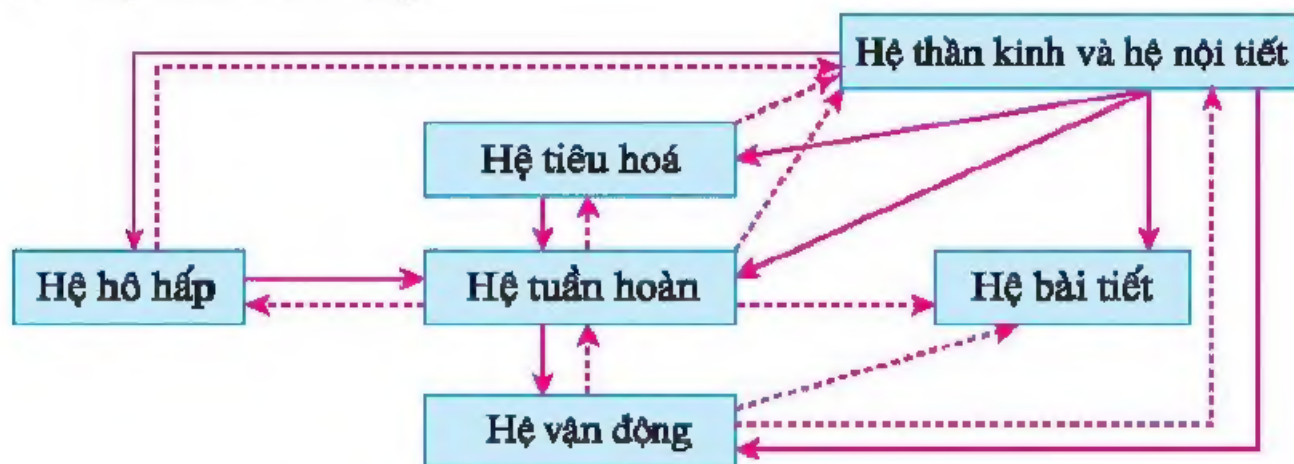 Hệ thần kinh và hệ nội tiết
Hệ tiêu hoá
Hệ hô hấp
Hệ tuần hoàn
Hệ bài tiết
Hệ vận động